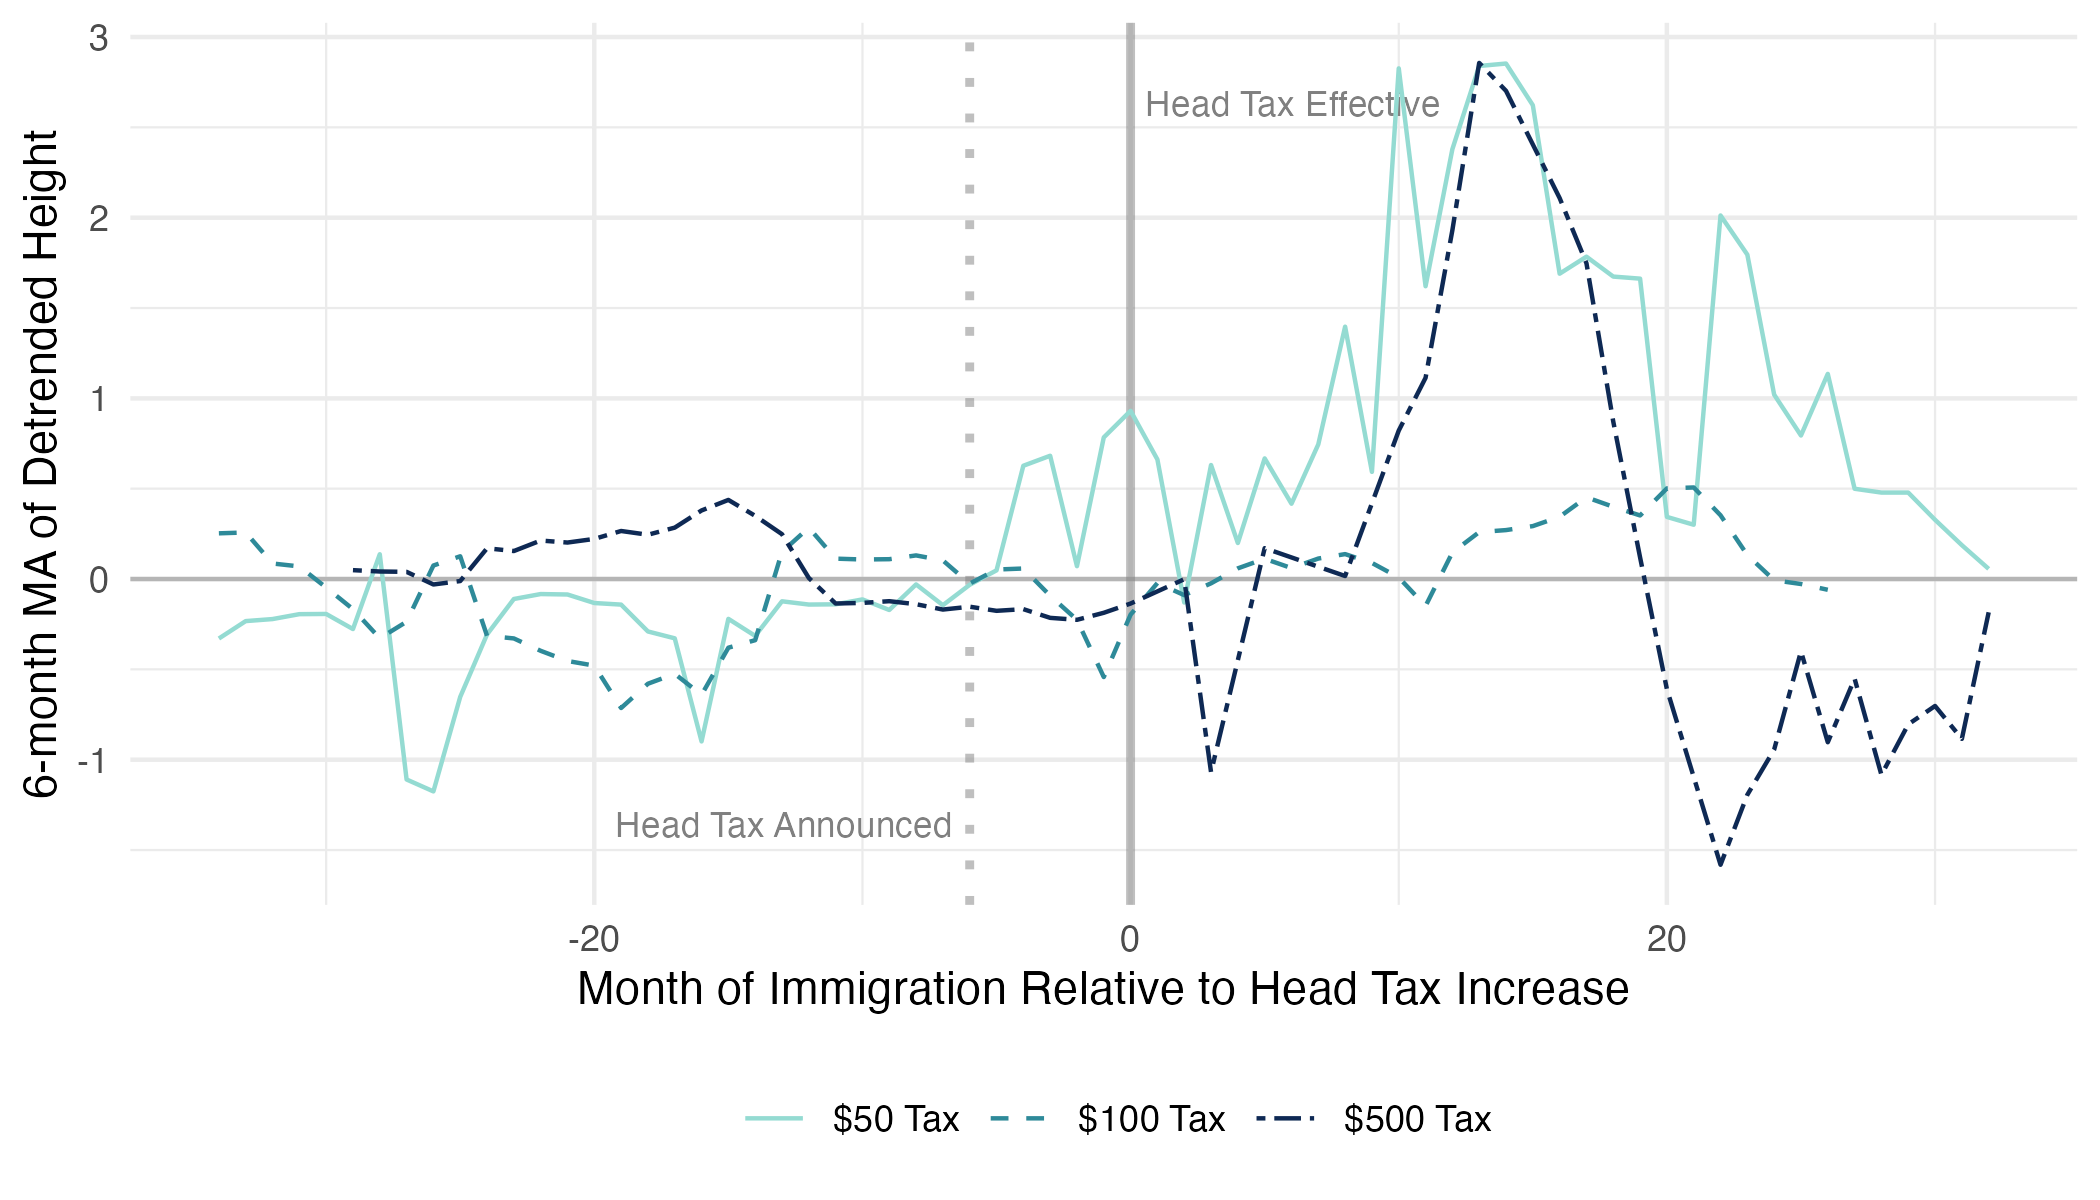 6-month MA of Detrended Height
3
2
1
0
-1
Head Tax Effective
Head Tax Announced
-20
0
20
Month of Immigration Relative to Head Tax Increase
$50 Tax
$100 Tax
$500 Tax